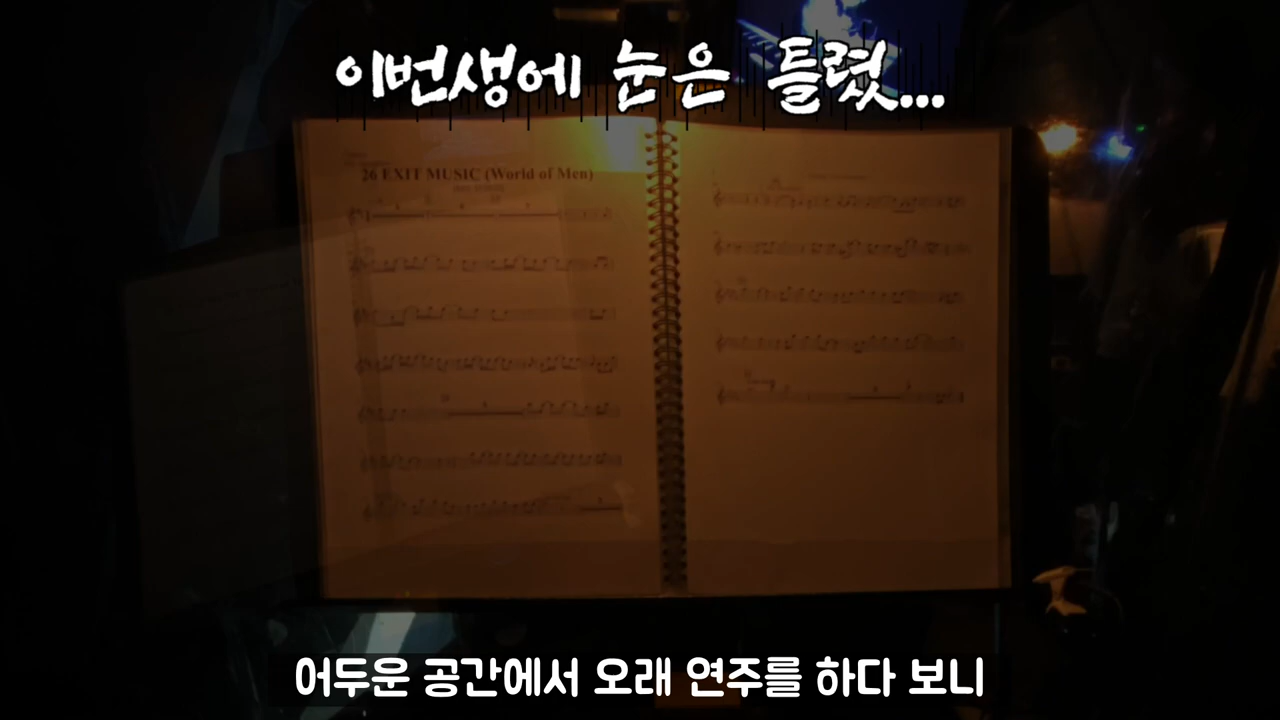 이번생에 눈은 틀렸...
26 EXIT MUSIC (World of Men)
어두운 공간에서 오래 연주를 하다 보니